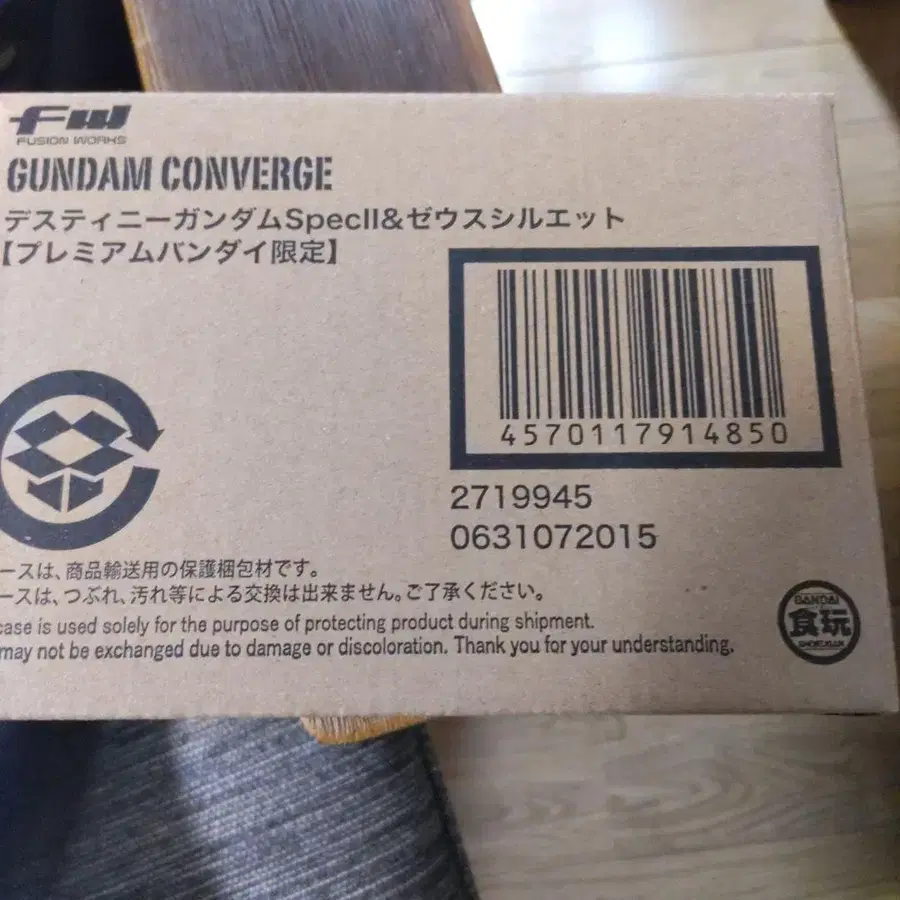 FW
FUSION WORKS
GUNDAM CONVERGE
デスティニーガンダムSpecII&ゼウスシルエット
【プレミアムバンダイ限定】
4570117914850
2719945
0631072015
ースは、商品輸送用の保護梱包材です。
ースは、つぶれ、汚れ等による交換は出来ません。ご了承ください。
case is used solely for the purpose of protecting product during shipment.
may not be exchanged due to damage or discoloration. Thank you for your understanding.
BANDAI
食玩
SHOKUGAN